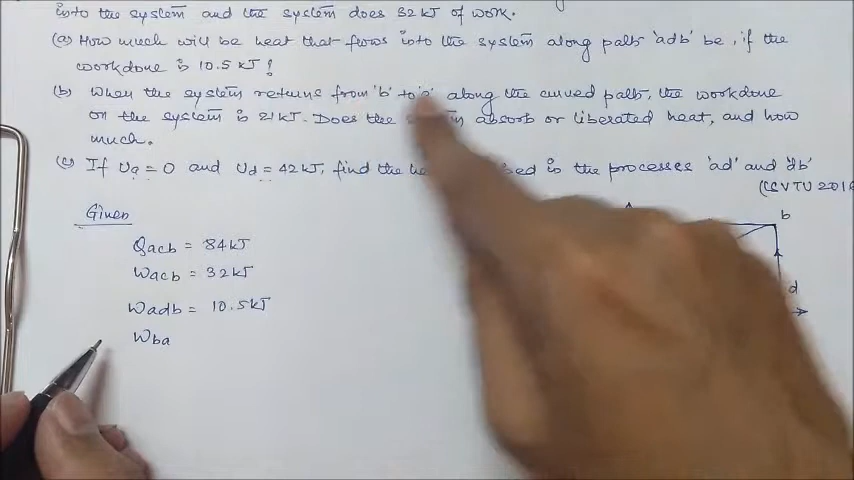 into the system and the system does 32 kJ of work.
(a) How much will be heat that flows into the system along path 'adb' be, if the
workdone is 10.5 kJ?
(b) When the system returns from 'b' to 'a' along the curved path, the workdone
on the system is 21 kJ. Does the absorb or liberated heat, and how
much.
(c) If Ua = 0 and Ud = 42 kJ, find the in the processes 'ad' and 'db'
(CSVTU 2016
Given
Qacb = 84 kJ
Wacb = 32 kJ
Wadb = 10.5 kJ
Wba
b
d